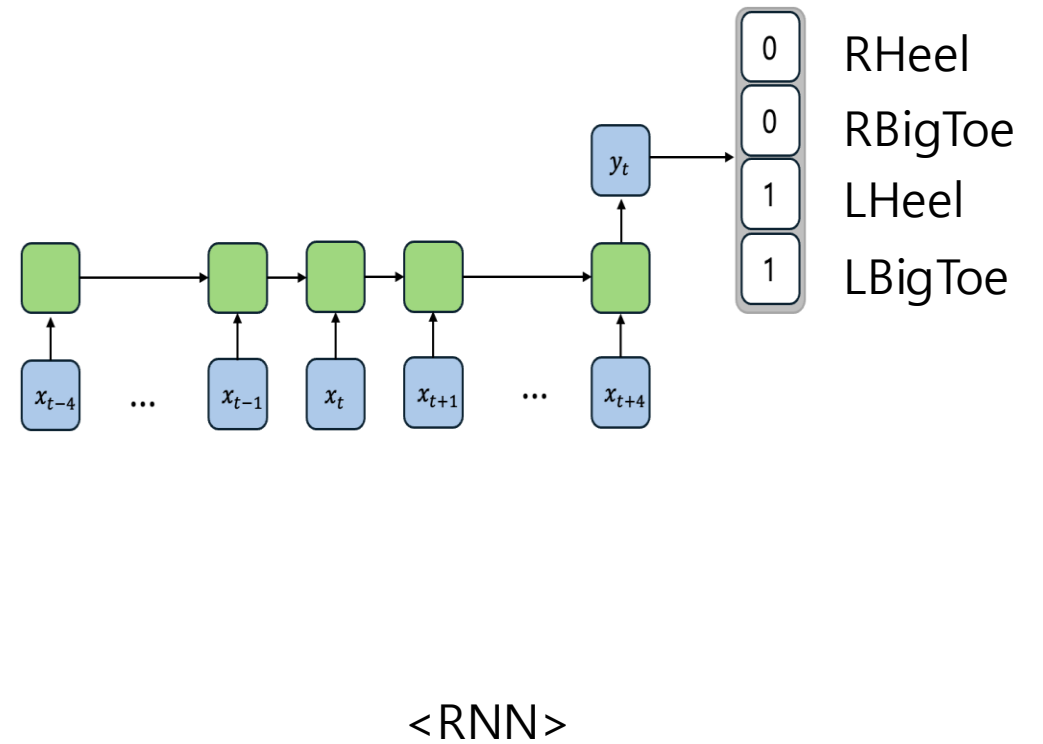 0 RHeel
0 RBigToe
y_t
1 LHeel
1 LBigToe
x_{t−4} ... x_{t−1} x_t x_{t+1} ... x_{t+4}
<RNN>